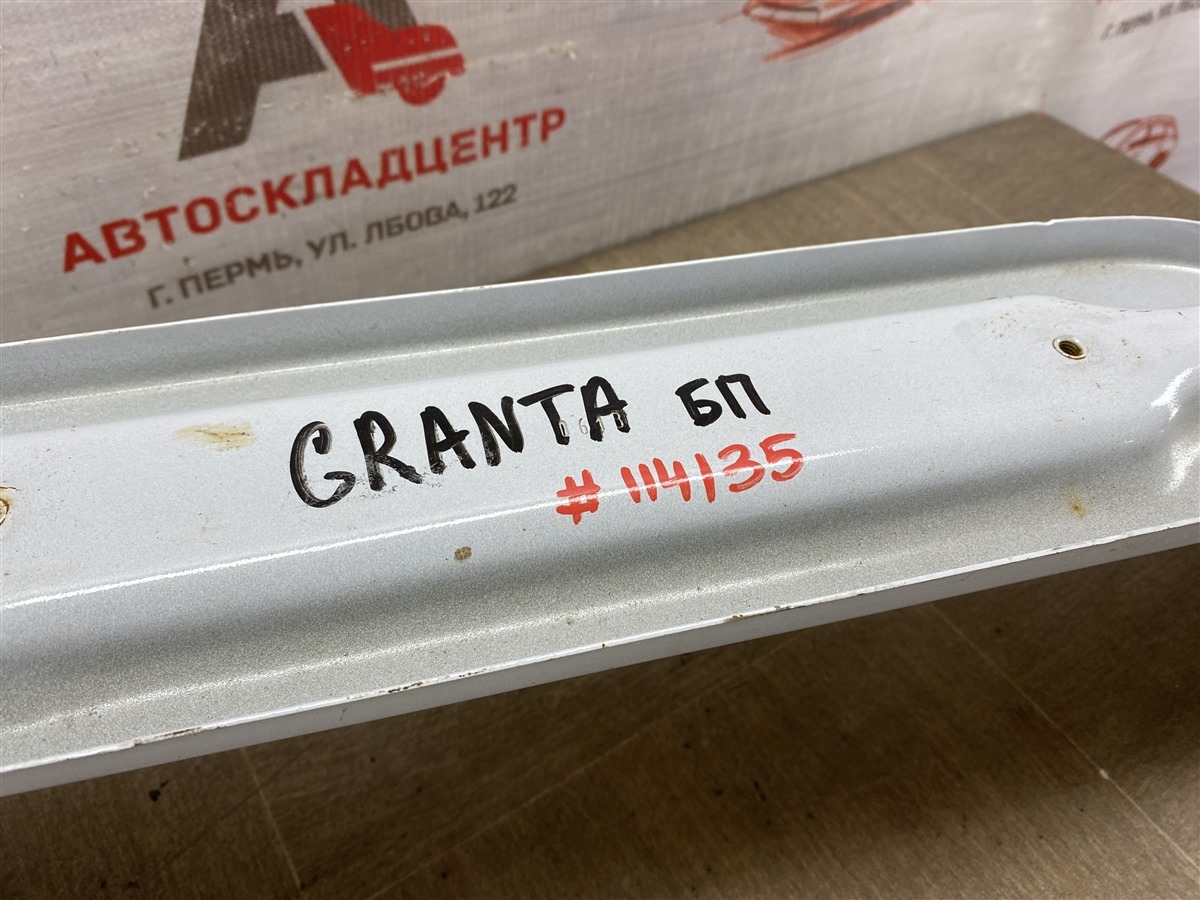 АВТОСКЛАДЦЕНТР
Г. ПЕРМЬ, УЛ. ЛБОВА, 122
GRANTA БП
#114135